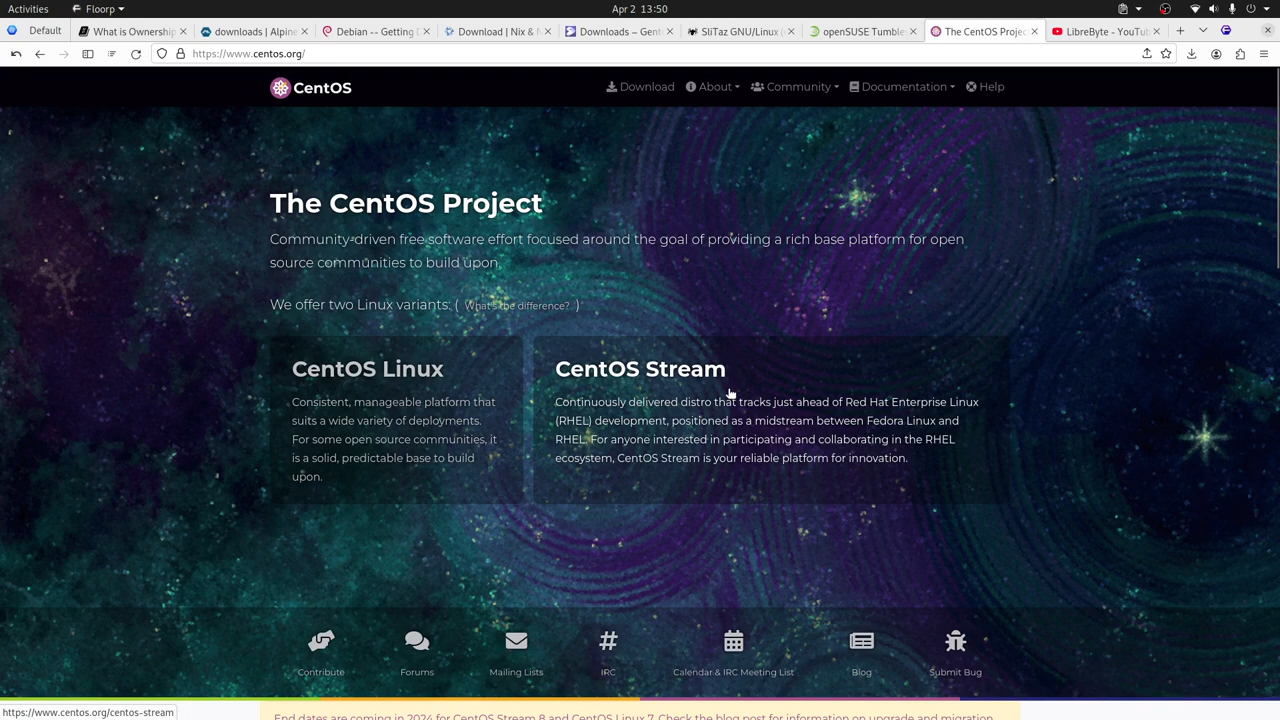 Activities
Floorp
Apr 2 13:50
Default
What is Ownership
downloads | Alpine
Debian -- Getting
Download | Nix & N
Downloads – Gent
SliTaz GNU/Linux (
openSUSE Tumble
The CentOS Projec
LibreByte - YouTu
https://www.centos.org/
CentOS
Download
About
Community
Documentation
Help
The CentOS Project
Community-driven free software effort focused around the goal of providing a rich base platform for open
source communities to build upon.
We offer two Linux variants: ( What's the difference? )
CentOS Linux
Consistent, manageable platform that
suits a wide variety of deployments.
For some open source communities, it
is a solid, predictable base to build
upon.
CentOS Stream
Continuously delivered distro that tracks just ahead of Red Hat Enterprise Linux
(RHEL) development, positioned as a midstream between Fedora Linux and
RHEL. For anyone interested in participating and collaborating in the RHEL
ecosystem, CentOS Stream is your reliable platform for innovation.
Contribute
Forums
Mailing Lists
IRC
Calendar & IRC Meeting List
Blog
Submit Bug
https://www.centos.org/centos-stream
End dates are coming in 2024 for CentOS Stream 8 and CentOS Linux 7. Check the blog post for information on upgrade and migration